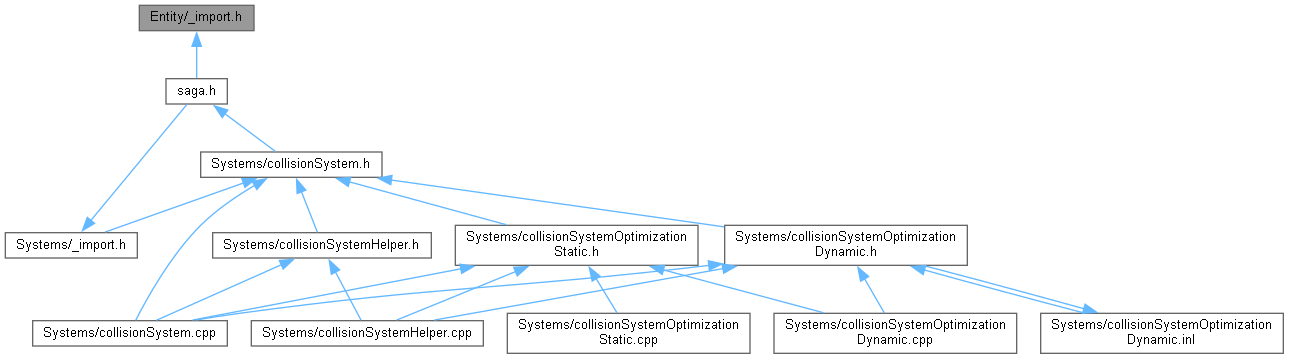 Entity/_import.h
saga.h
Systems/collisionSystem.h
Systems/_import.h
Systems/collisionSystemHelper.h
Systems/collisionSystemOptimization
Static.h
Systems/collisionSystemOptimization
Dynamic.h
Systems/collisionSystem.cpp
Systems/collisionSystemHelper.cpp
Systems/collisionSystemOptimization
Static.cpp
Systems/collisionSystemOptimization
Dynamic.cpp
Systems/collisionSystemOptimization
Dynamic.inl